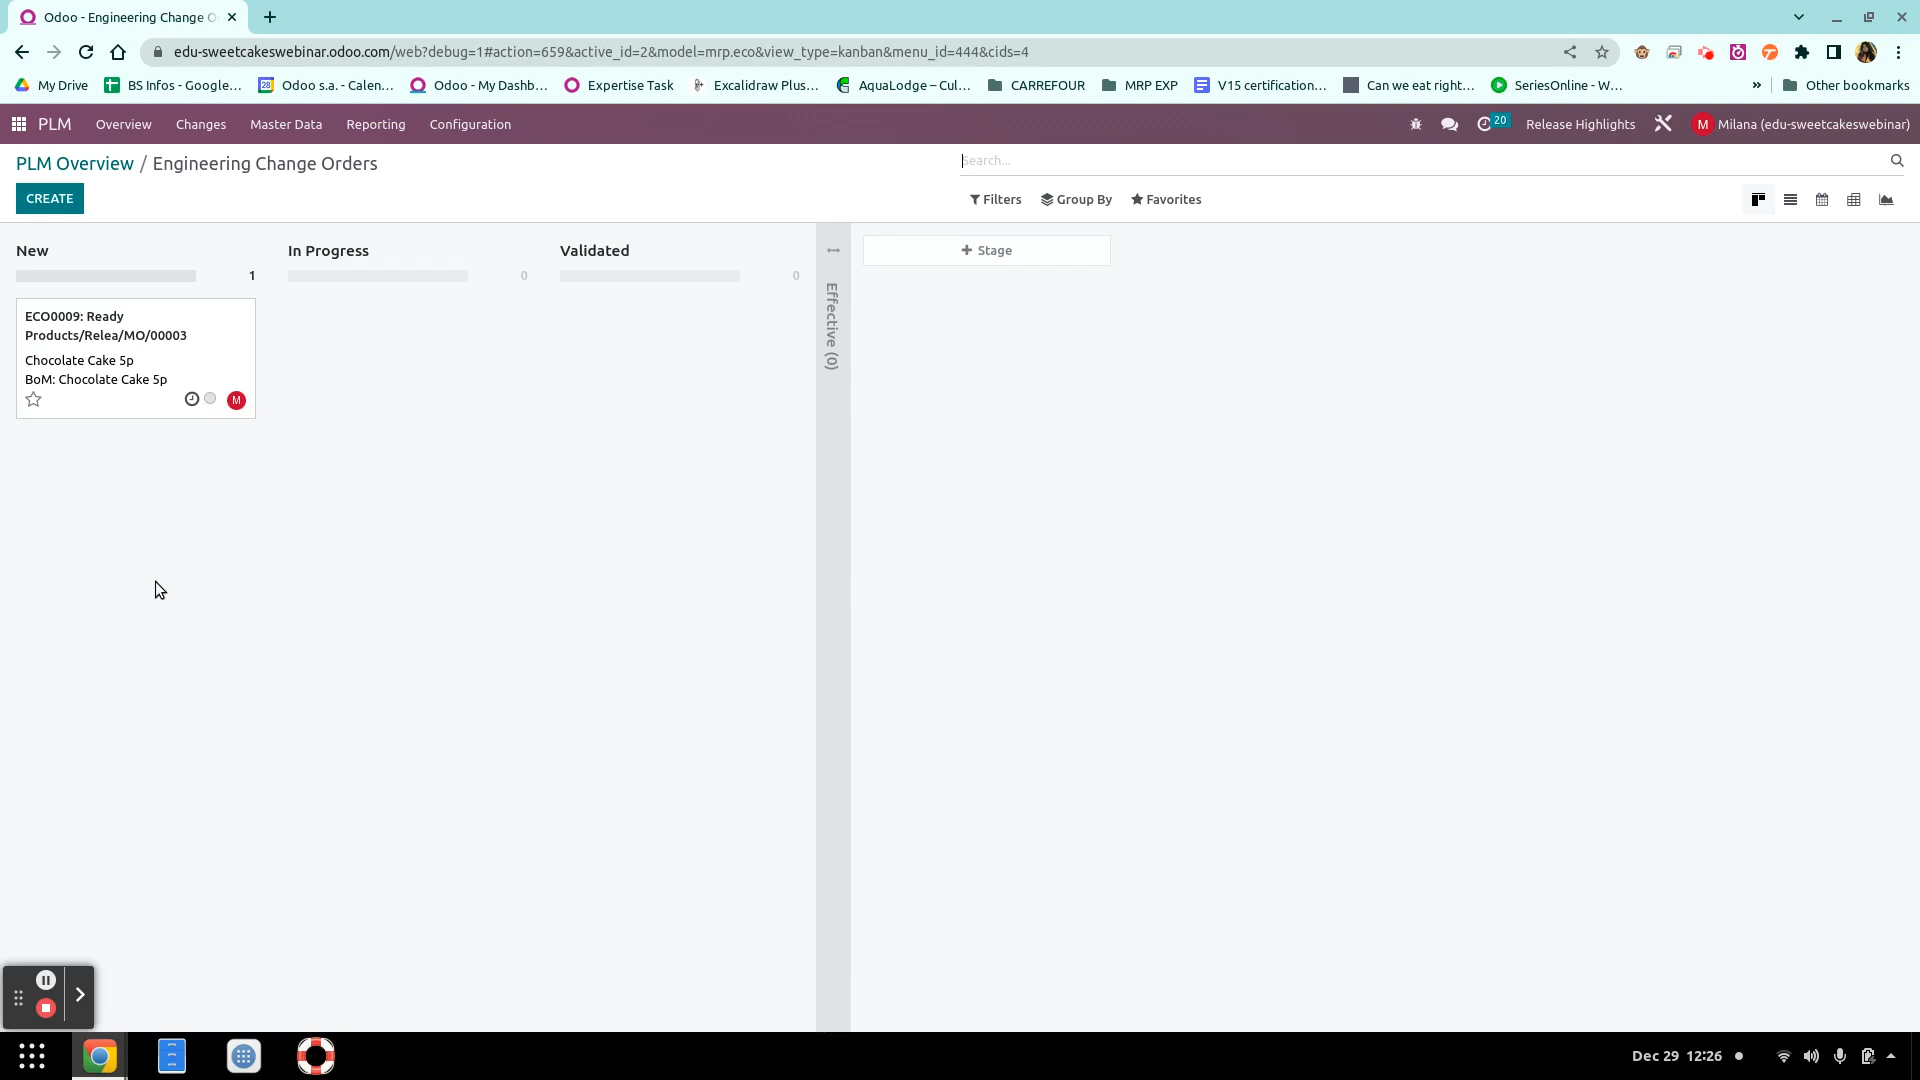 Odoo - Engineering Change O
edu-sweetcakeswebinar.odoo.com/web?debug=1#action=659&active_id=2&model=mrp.eco&view_type=kanban&menu_id=444&cids=4
My Drive
BS Infos - Google...
28
Odoo s.a. - Calen...
Odoo - My Dashb...
Expertise Task
Excalidraw Plus...
AquaLodge – Cul...
CARREFOUR
MRP EXP
V15 certification...
Can we eat right...
SeriesOnline - W...
»
Other bookmarks
PLM
Overview
Changes
Master Data
Reporting
Configuration
20
Release Highlights
M
Milana (edu-sweetcakeswebinar)
PLM Overview / Engineering Change Orders
Search...
CREATE
Filters
Group By
Favorites
New
1
In Progress
0
Validated
0
Effective (0)
+ Stage
ECO0009: Ready
Products/Relea/MO/00003
Chocolate Cake 5p
BoM: Chocolate Cake 5p
M
Dec 29 12:26